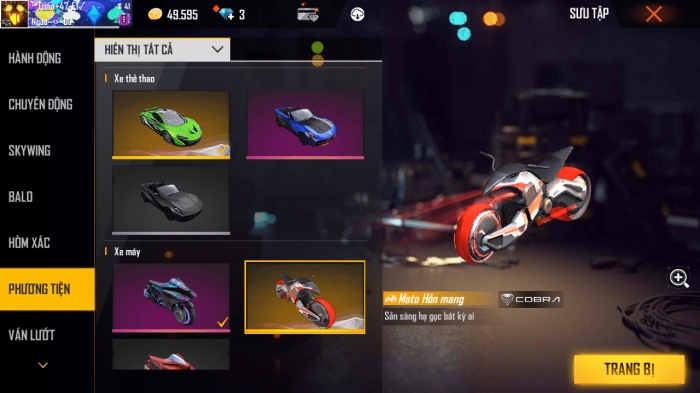 41
49.595
3
SƯU TẬP
HÀNH ĐỘNG
CHUYỂN ĐỘNG
SKYWING
BALO
HÒM XÁC
PHƯƠNG TIỆN
VÁN LƯỚT
HIỂN THỊ TẤT CẢ
Xe thể thao
Xe máy
Moto Hổn mang
COBRA
Sẵn sàng hạ gục bất kỳ ai
TRANG BỊ